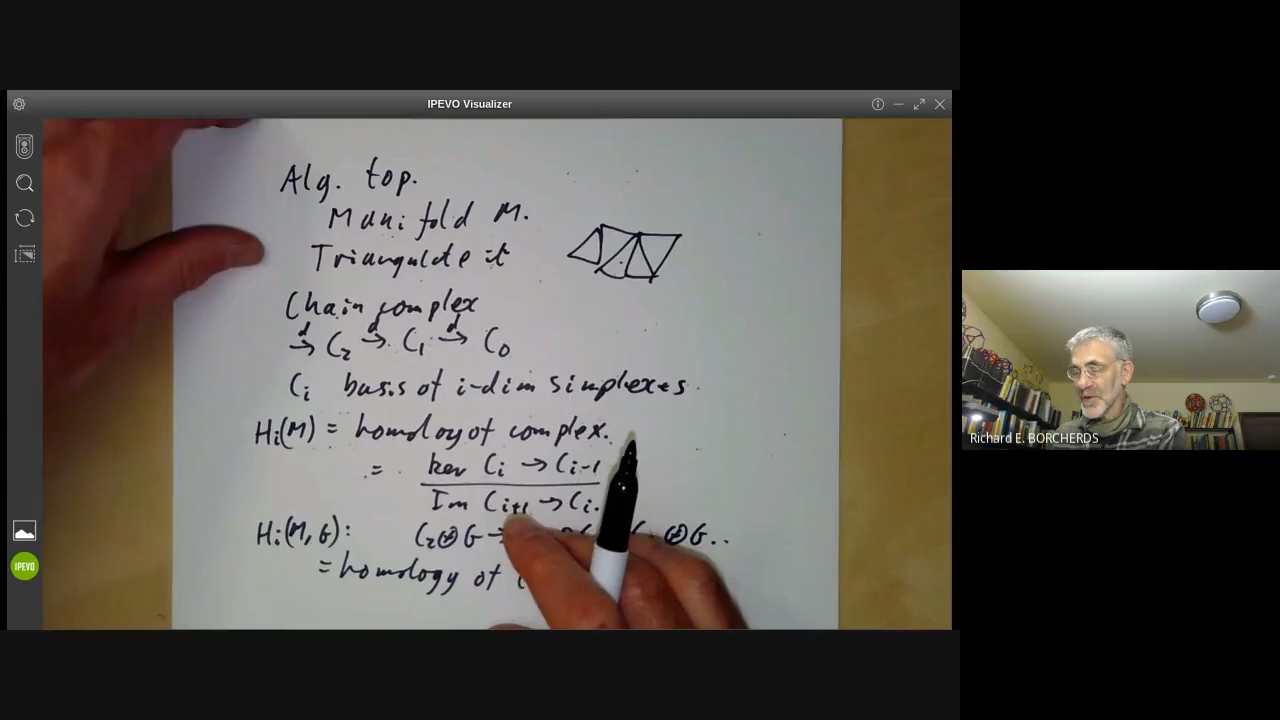 IPEVO Visualizer
Alg. top.
Manifold M.
Triangulate it
Chain complex
d d d
→ C₂ → C₁ → C₀
Cᵢ basis of i-dim simplexes.
Hᵢ(M) = homology of complex.
= ker Cᵢ → Cᵢ₋₁
Im Cᵢ₊₁ → Cᵢ.
Hᵢ(M, G): C₂⊗G → ⊗G..
= homology of
IPEVO
Richard E. BORCHERDS